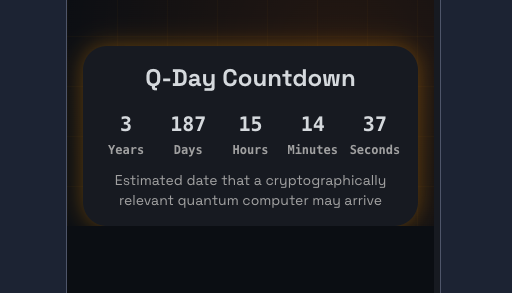 Q-Day Countdown
3 187 15 14 37
Years Days Hours Minutes Seconds
Estimated date that a cryptographically
relevant quantum computer may arrive